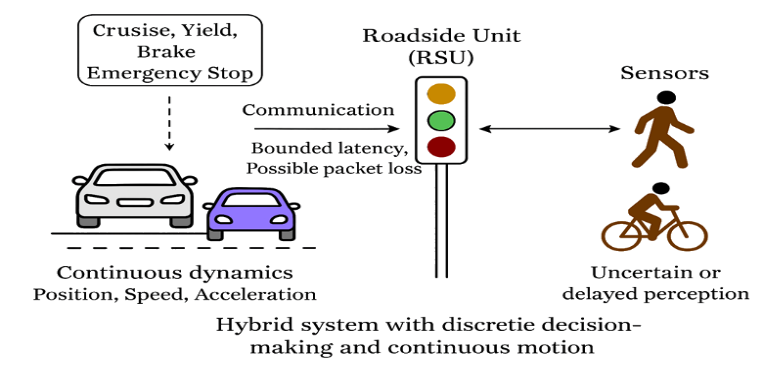 Crusise, Yield,
Brake
Emergency Stop
Communication
Bounded latency,
Possible packet loss
Roadside Unit
(RSU)
Sensors
Continuous dynamics
Position, Speed, Acceleration
Uncertain or
delayed perception
Hybrid system with discretie decision-
making and continuous motion